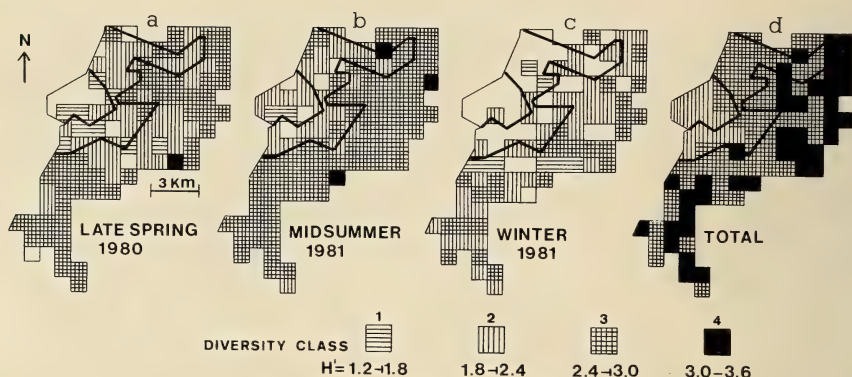 a
b
c
d
N
3 Km
LATE SPRING
1980
MIDSUMMER
1981
WINTER
1981
TOTAL
DIVERSITY CLASS
1
2
3
4
H'= 1.2→1.8
1.8→2.4
2.4→3.0
3.0–3.6